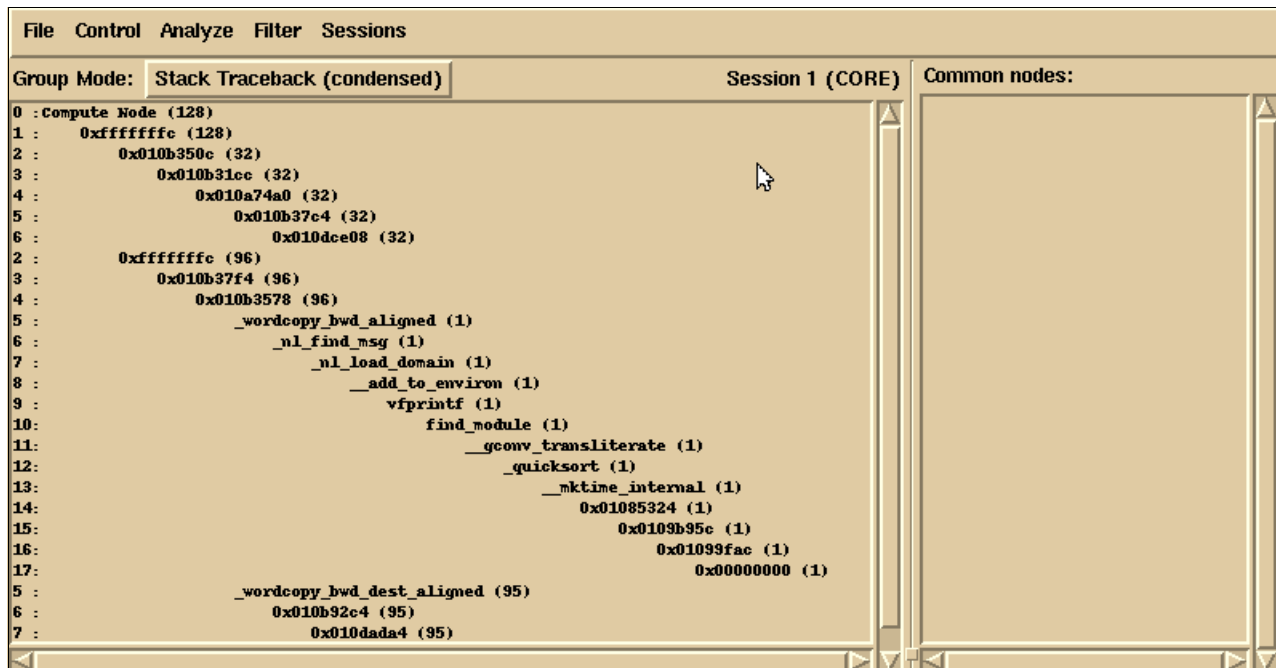 File Control Analyze Filter Sessions
Group Mode: Stack Traceback (condensed) Session 1 (CORE) Common nodes:
0 :Compute Node (128)
1 : 0xfffffffc (128)
2 : 0x010b350c (32)
3 : 0x010b31cc (32)
4 : 0x010a74a0 (32)
5 : 0x010b37c4 (32)
6 : 0x010dce08 (32)
2 : 0xfffffffc (96)
3 : 0x010b37f4 (96)
4 : 0x010b3578 (96)
5 : _wordcopy_bwd_aligned (1)
6 : _nl_find_msg (1)
7 : _nl_load_domain (1)
8 : __add_to_environ (1)
9 : vfprintf (1)
10: find_module (1)
11: __gconv_transliterate (1)
12: _quicksort (1)
13: __mktime_internal (1)
14: 0x01085324 (1)
15: 0x0109b95c (1)
16: 0x01099fac (1)
17: 0x00000000 (1)
5 : _wordcopy_bwd_dest_aligned (95)
6 : 0x010b92c4 (95)
7 : 0x010dada4 (95)